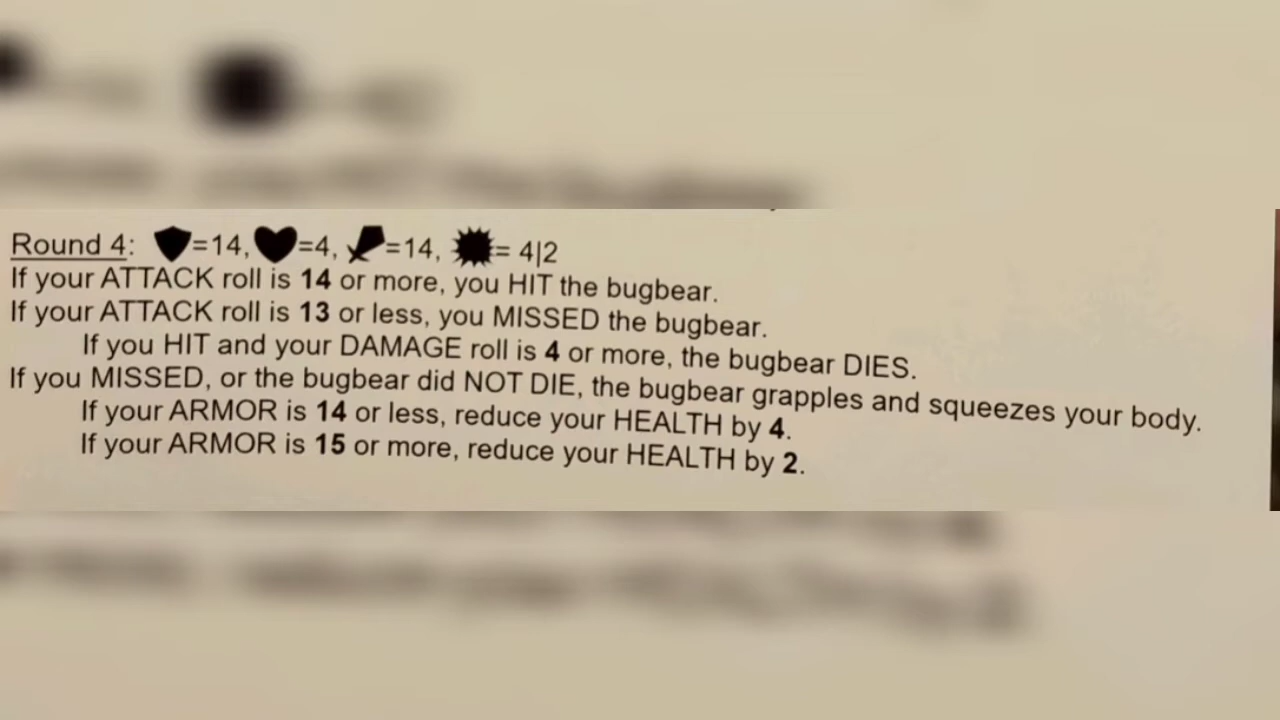 Round 4: =14, =4, =14, = 4|2
If your ATTACK roll is 14 or more, you HIT the bugbear.
If your ATTACK roll is 13 or less, you MISSED the bugbear.
If you HIT and your DAMAGE roll is 4 or more, the bugbear DIES.
If you MISSED, or the bugbear did NOT DIE, the bugbear grapples and squeezes your body.
If your ARMOR is 14 or less, reduce your HEALTH by 4.
If your ARMOR is 15 or more, reduce your HEALTH by 2.